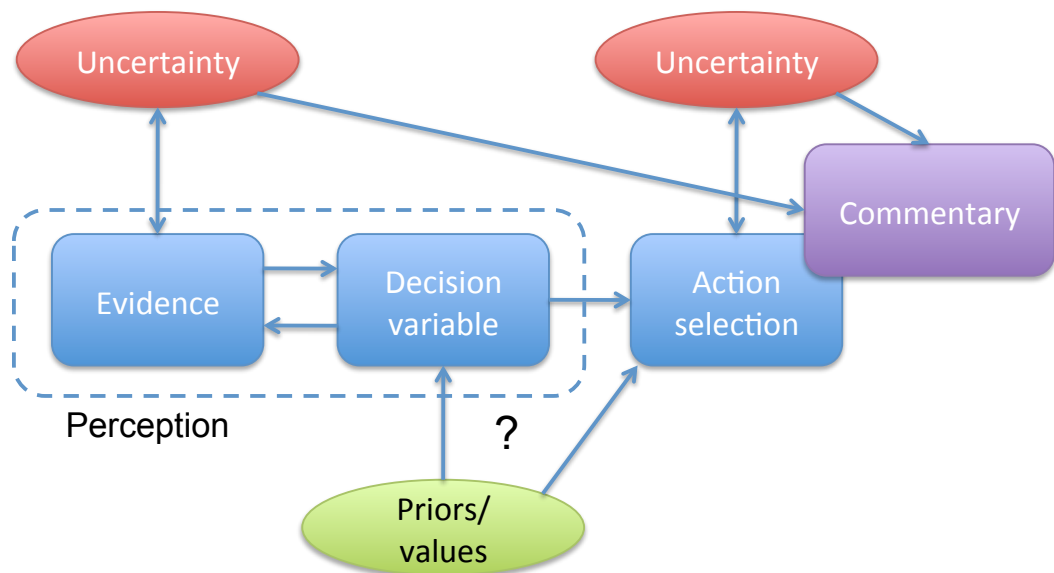 Uncertainty
Uncertainty
Commentary
Evidence
Decision
variable
Action
selection
Perception
?
Priors/
values